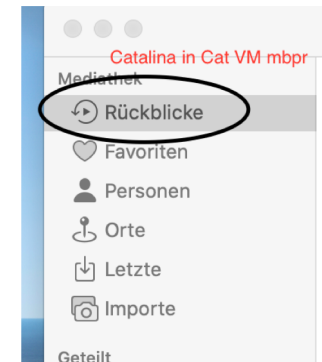 Catalina in Cat VM mbpr
Mediathek
Rückblicke
Favoriten
Personen
Orte
Letzte
Importe
Geteilt